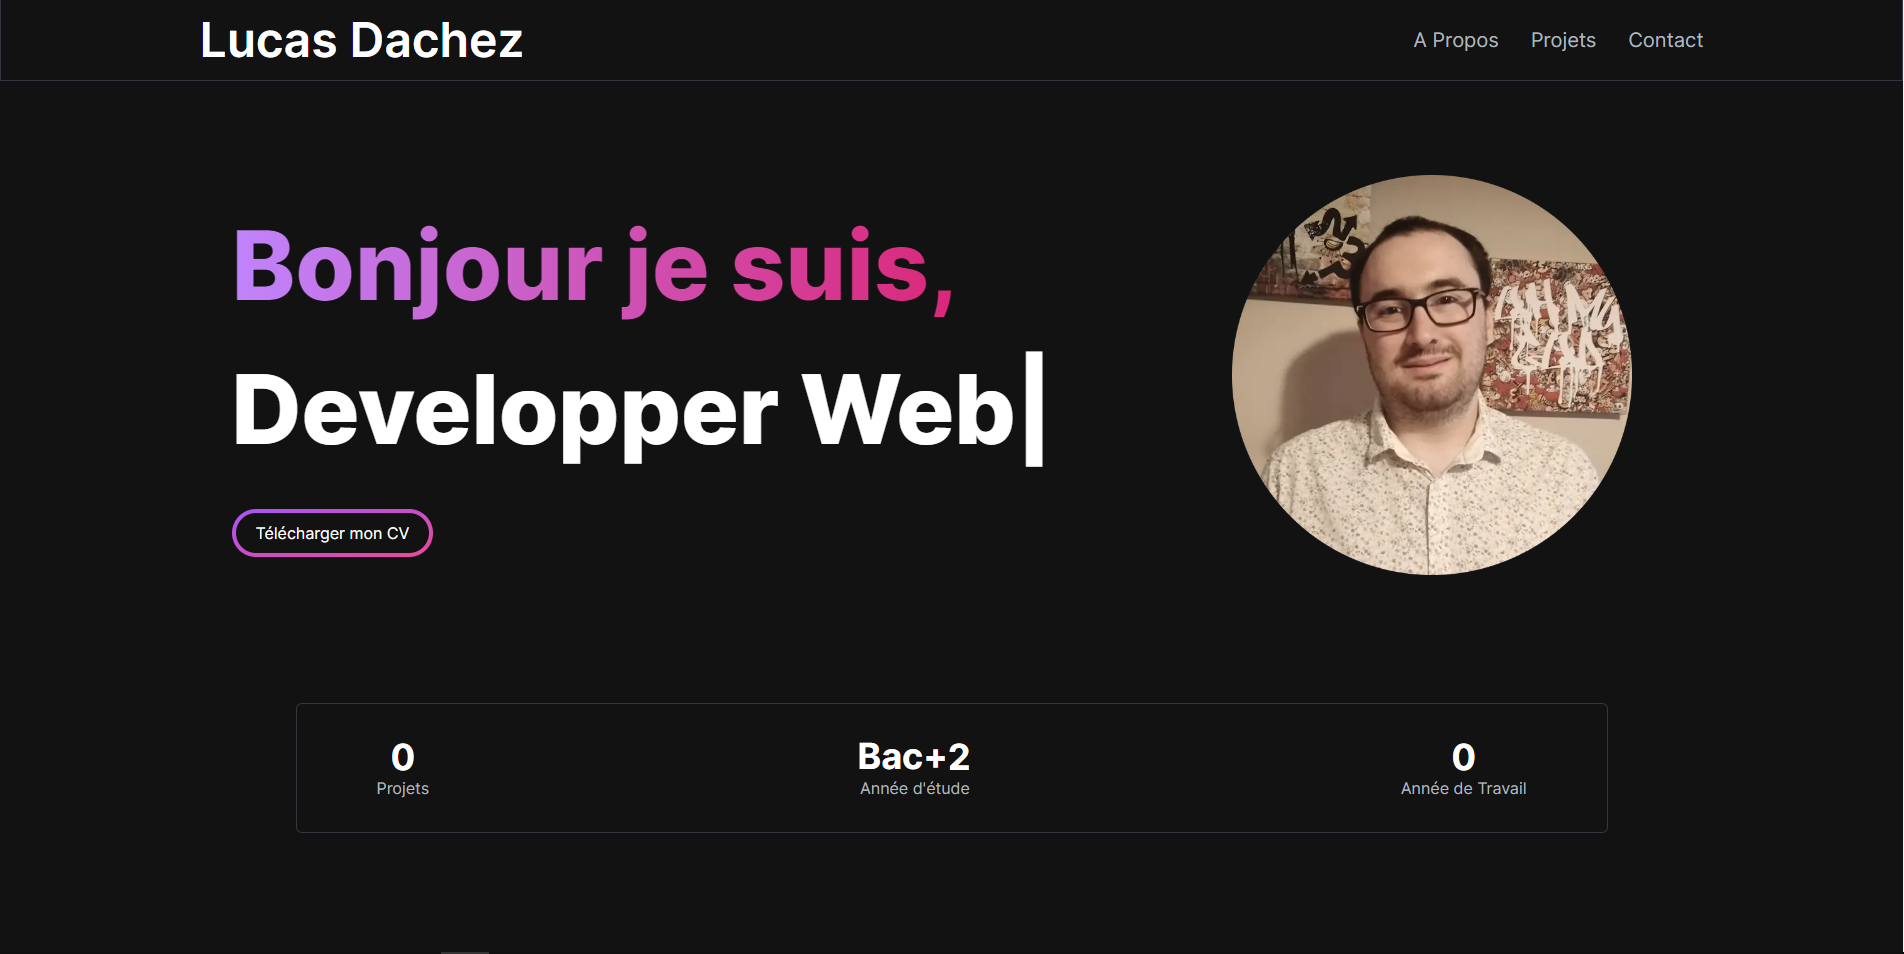 Lucas Dachez
A Propos Projets Contact
Bonjour je suis,
Developper Web
Télécharger mon CV
0 Bac+2 0
Projets Année d'étude Année de Travail